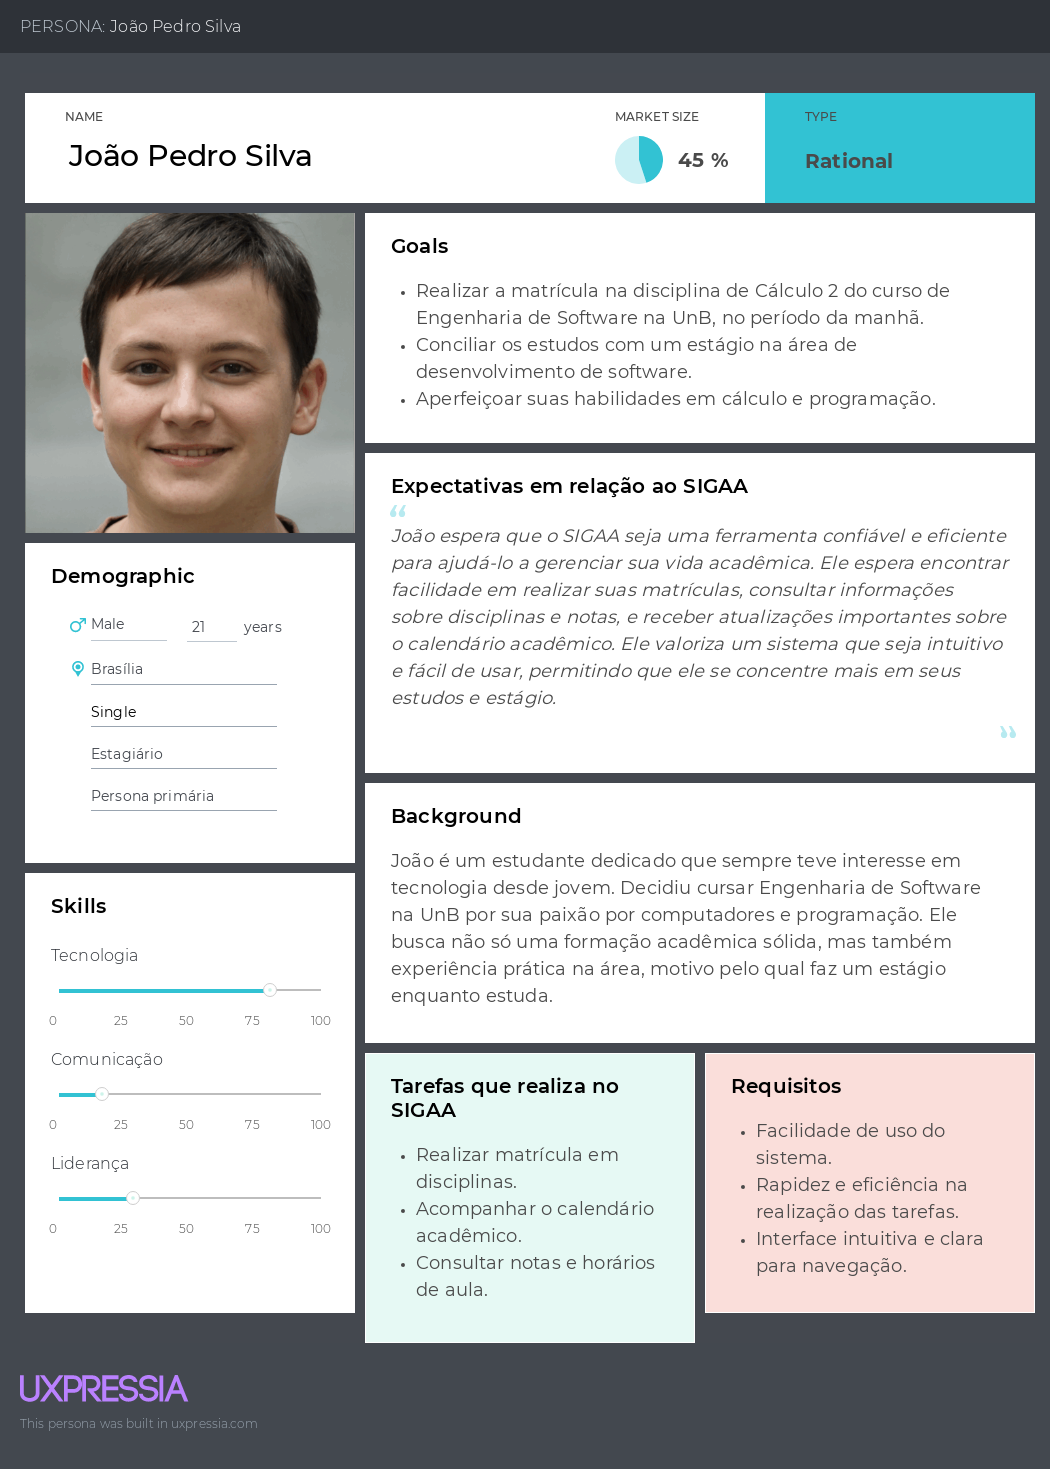 PERSONA: João Pedro Silva
NAME
João Pedro Silva
MARKET SIZE
45 %
TYPE
Rational
Demographic
Male
21 years
Brasília
Single
Estagiário
Persona primária
Skills
Tecnologia
0 25 50 75 100
Comunicação
0 25 50 75 100
Liderança
0 25 50 75 100
Goals
• Realizar a matrícula na disciplina de Cálculo 2 do curso de
Engenharia de Software na UnB, no período da manhã.
• Conciliar os estudos com um estágio na área de
desenvolvimento de software.
• Aperfeiçoar suas habilidades em cálculo e programação.
Expectativas em relação ao SIGAA
“
João espera que o SIGAA seja uma ferramenta confiável e eficiente
para ajudá-lo a gerenciar sua vida acadêmica. Ele espera encontrar
facilidade em realizar suas matrículas, consultar informações
sobre disciplinas e notas, e receber atualizações importantes sobre
o calendário acadêmico. Ele valoriza um sistema que seja intuitivo
e fácil de usar, permitindo que ele se concentre mais em seus
estudos e estágio.
”
Background
João é um estudante dedicado que sempre teve interesse em
tecnologia desde jovem. Decidiu cursar Engenharia de Software
na UnB por sua paixão por computadores e programação. Ele
busca não só uma formação acadêmica sólida, mas também
experiência prática na área, motivo pelo qual faz um estágio
enquanto estuda.
Tarefas que realiza no
SIGAA
• Realizar matrícula em
disciplinas.
• Acompanhar o calendário
acadêmico.
• Consultar notas e horários
de aula.
Requisitos
• Facilidade de uso do
sistema.
• Rapidez e eficiência na
realização das tarefas.
• Interface intuitiva e clara
para navegação.
UXPRESSIA
This persona was built in uxpressia.com